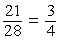 21/28 = 3/4